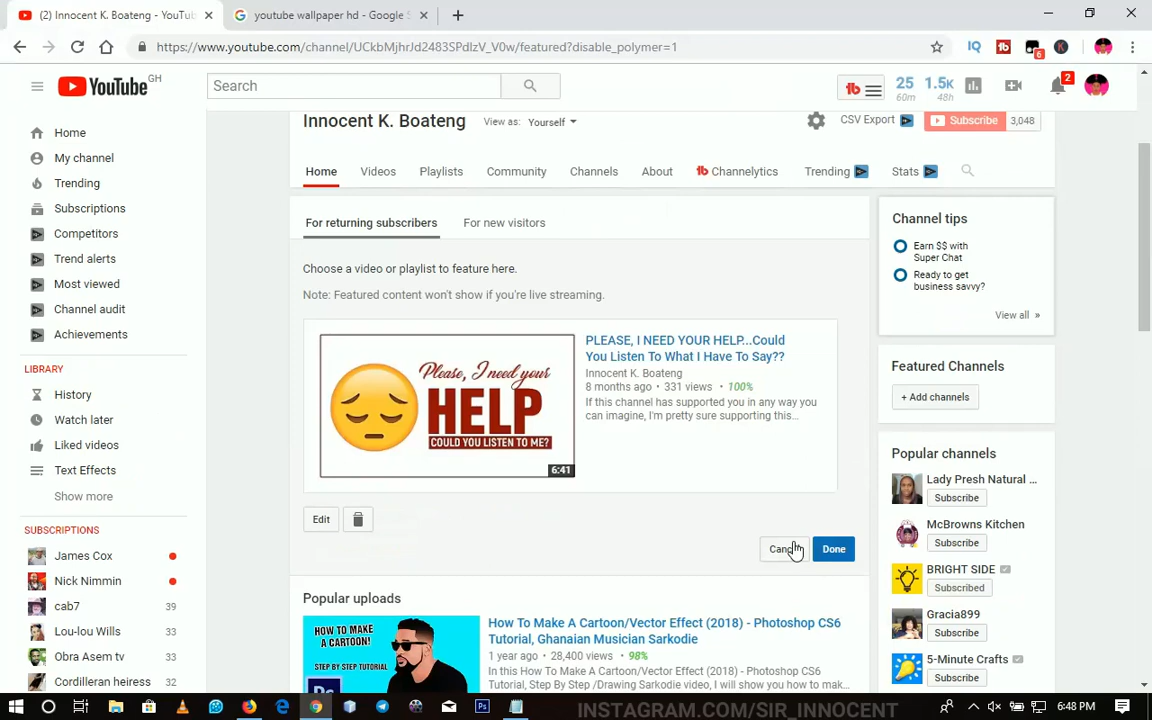 (2) Innocent K. Boateng - YouTu
youtube wallpaper hd - Google S
https://www.youtube.com/channel/UCkbMjhrJd2483SPdlzV_V0w/featured?disable_polymer=1
IQ
tb
6
K
YouTube GH
Search
tb
25
60m
1.5K
48h
2
Innocent K. Boateng
View as: Yourself
CSV Export
Subscribe 3,048
Home
Videos
Playlists
Community
Channels
About
tb Channelytics
Trending
Stats
Home
My channel
Trending
Subscriptions
Competitors
Trend alerts
Most viewed
Channel audit
Achievements
LIBRARY
History
Watch later
Liked videos
Text Effects
Show more
SUBSCRIPTIONS
James Cox
Nick Nimmin
cab7 39
Lou-lou Wills 33
Obra Asem tv 33
Cordilleran heiress 32
For returning subscribers
For new visitors
Choose a video or playlist to feature here.
Note: Featured content won't show if you're live streaming.
Please, I need your
HELP
COULD YOU LISTEN TO ME?
6:41
PLEASE, I NEED YOUR HELP...Could
You Listen To What I Have To Say??
Innocent K. Boateng
8 months ago • 331 views • 100%
If this channel has supported you in any way you
can imagine, I'm pretty sure supporting this...
Edit
Done
Popular uploads
HOW TO MAKE
A CARTOON!
STEP BY STEP TUTORIAL
Ps
How To Make A Cartoon/Vector Effect (2018) - Photoshop CS6
Tutorial, Ghanaian Musician Sarkodie
1 year ago • 28,400 views • 98%
In this How To Make A Cartoon/Vector Effect (2018) - Photoshop CS6
Tutorial, Step By Step /Drawing Sarkodie video, I will show you how to mak...
Channel tips
Earn $$ with
Super Chat
Ready to get
business savvy?
View all »
Featured Channels
+ Add channels
Popular channels
Lady Presh Natural ...
Subscribe
McBrowns Kitchen
Subscribe
BRIGHT SIDE
Subscribed
Gracia899
Subscribe
5-Minute Crafts
Subscribe
INSTAGRAM.COM/SIR_INNOCENT
Ps
6:48 PM